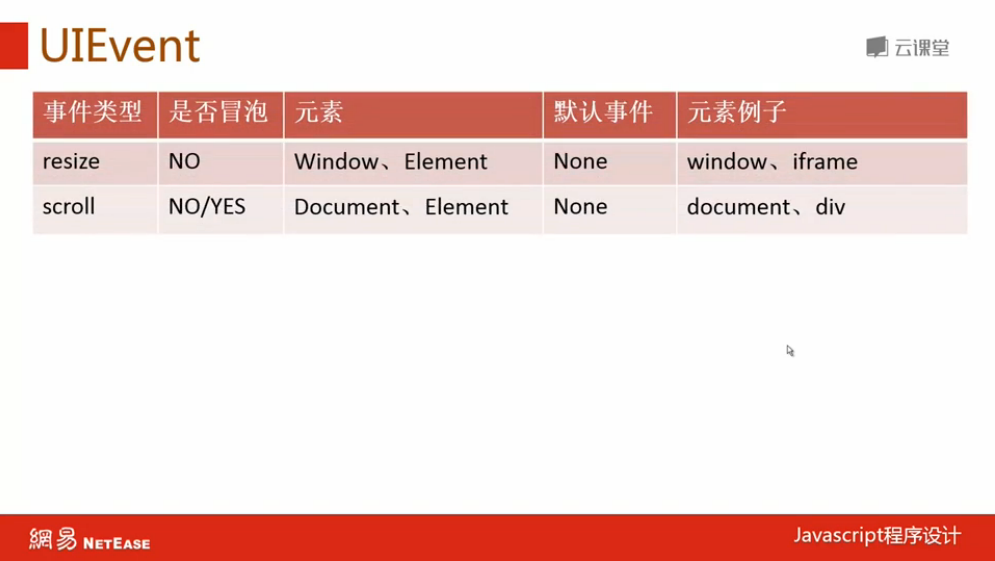 UIEvent
云课堂
事件类型 是否冒泡 元素 默认事件 元素例子
resize NO Window、Element None window、iframe
scroll NO/YES Document、Element None document、div
網易 NETEASE
Javascript程序设计